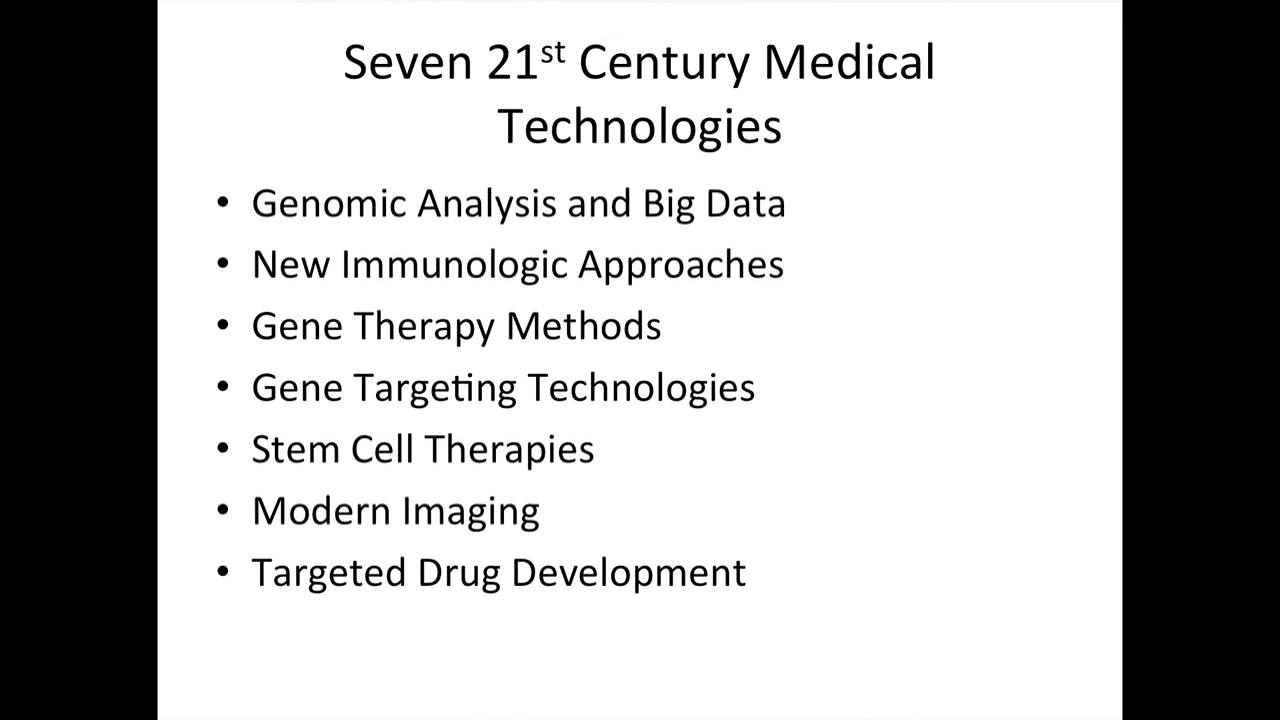 Seven 21st Century Medical
Technologies
• Genomic Analysis and Big Data
• New Immunologic Approaches
• Gene Therapy Methods
• Gene Targeting Technologies
• Stem Cell Therapies
• Modern Imaging
• Targeted Drug Development